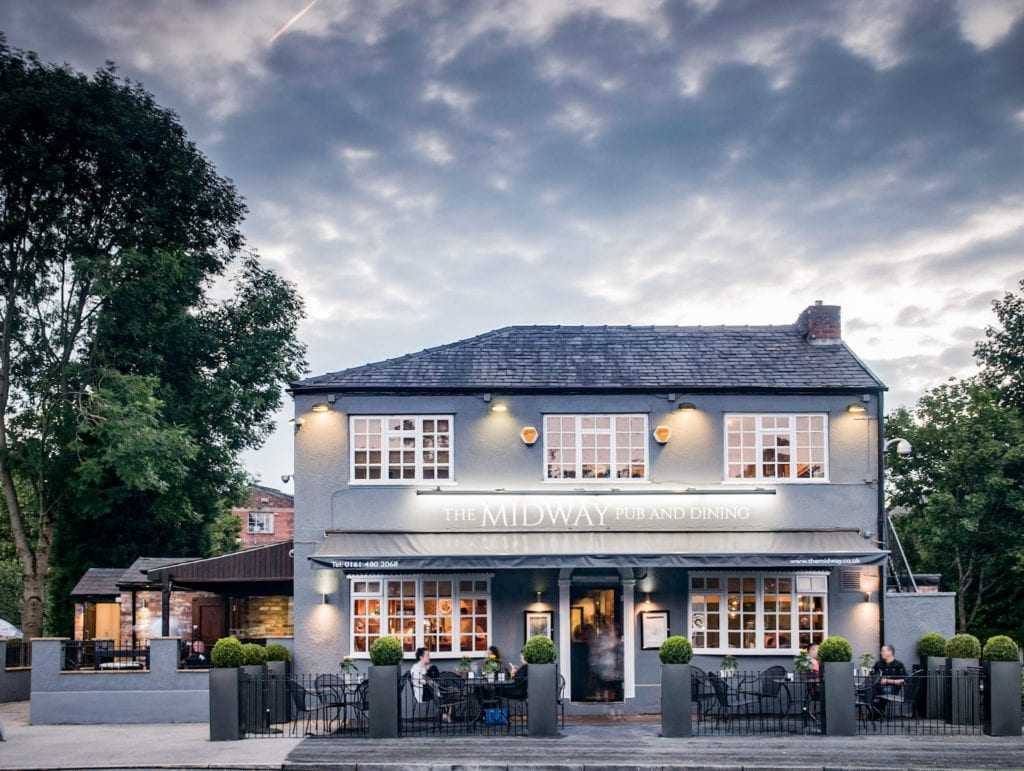 THE MIDWAY PUB AND DINING
Tel: 0161 480 2068
www.themidway.co.uk